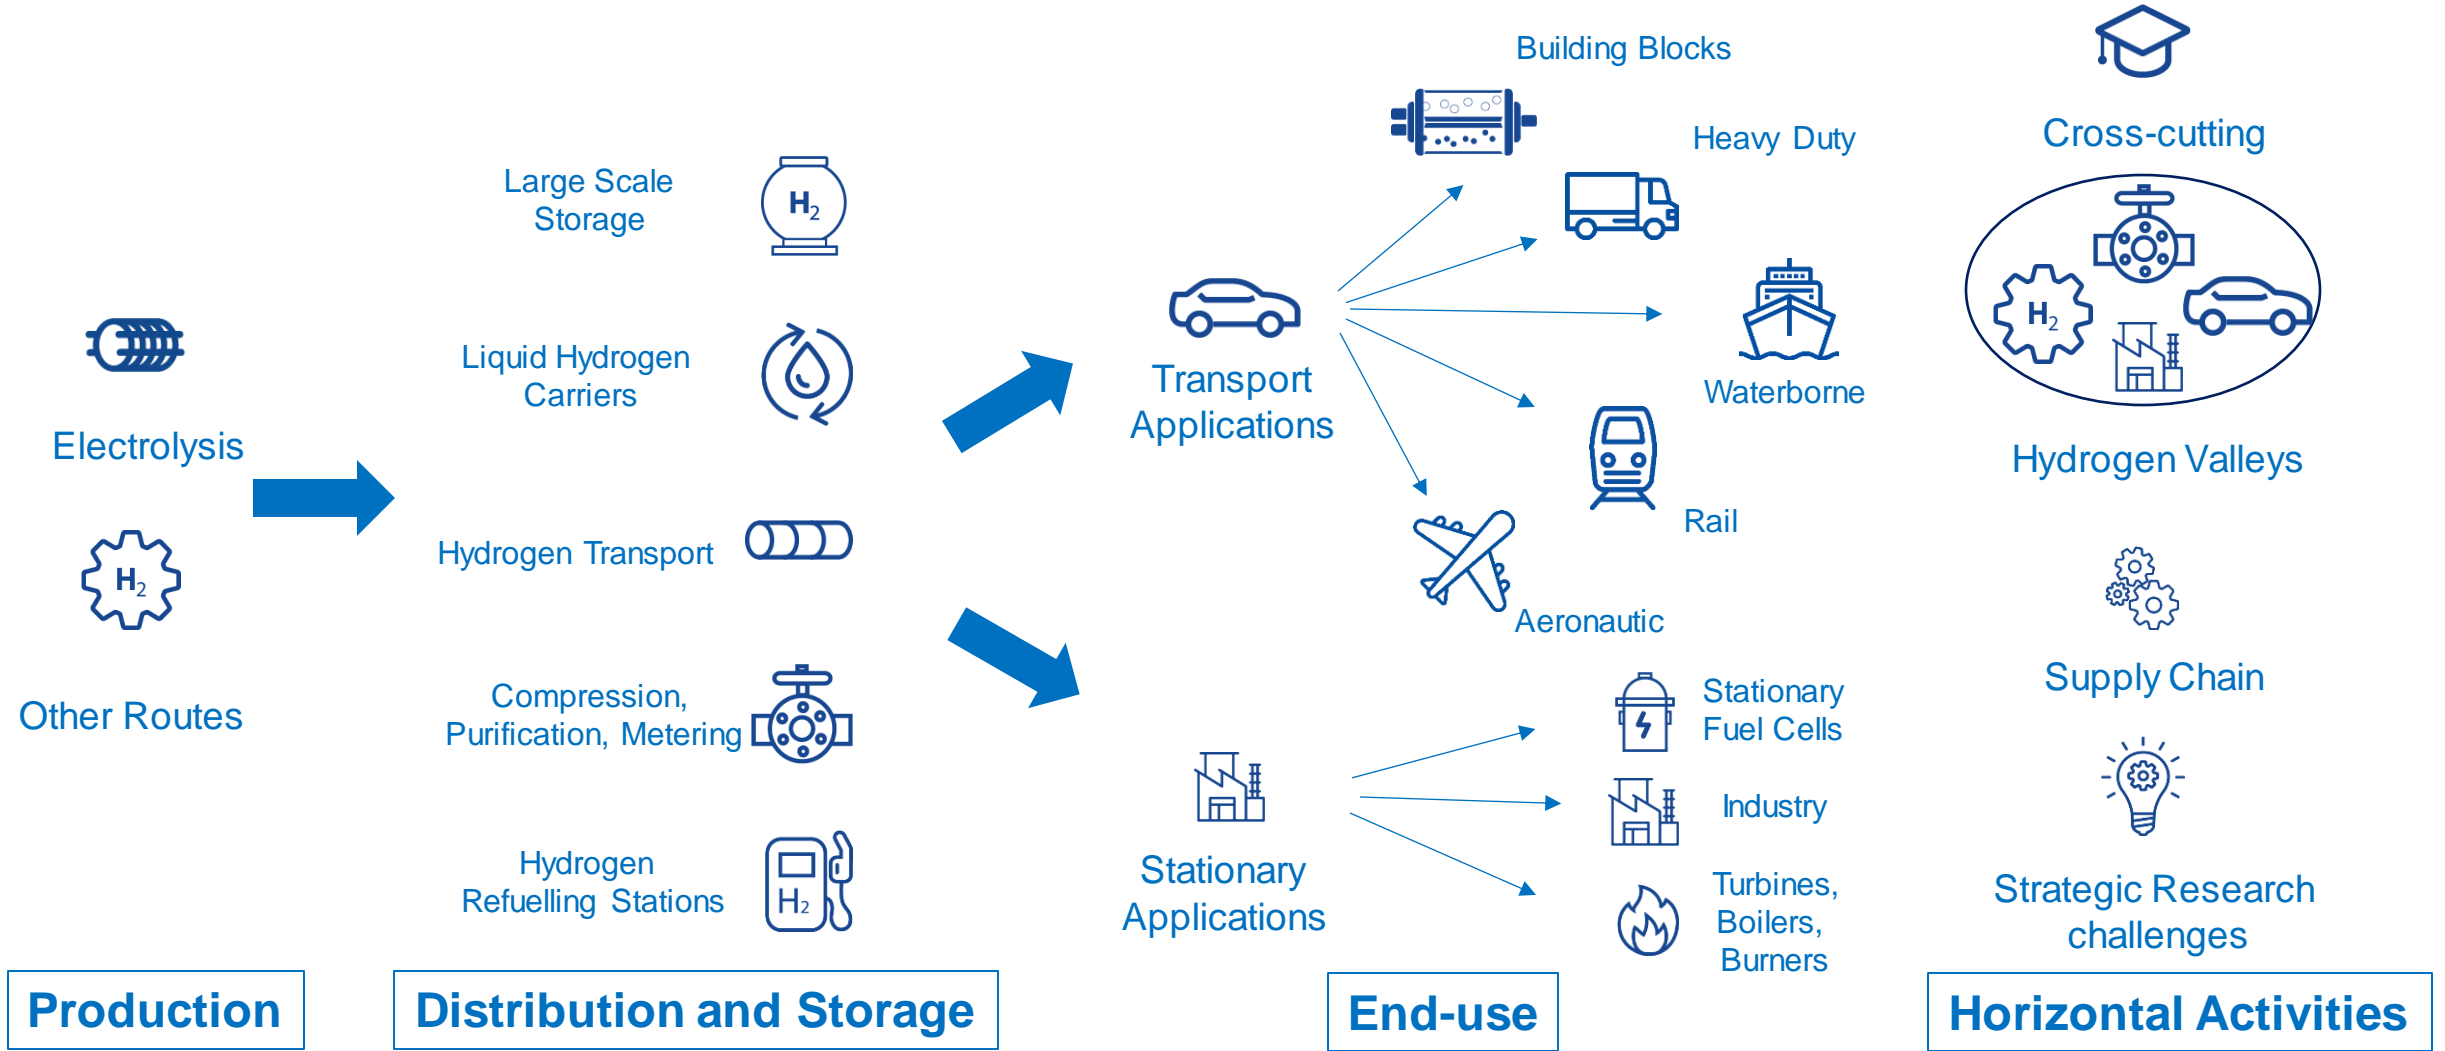 Electrolysis
H2
Other Routes
Production
Large Scale
Storage
H2
Liquid Hydrogen
Carriers
Hydrogen Transport
Compression,
Purification, Metering
Hydrogen
Refuelling Stations
H2
Distribution and Storage
Transport
Applications
Building Blocks
Heavy Duty
Waterborne
Rail
Aeronautic
Stationary
Applications
Stationary
Fuel Cells
Industry
Turbines,
Boilers,
Burners
End-use
Cross-cutting
H2
Hydrogen Valleys
Supply Chain
Strategic Research
challenges
Horizontal Activities